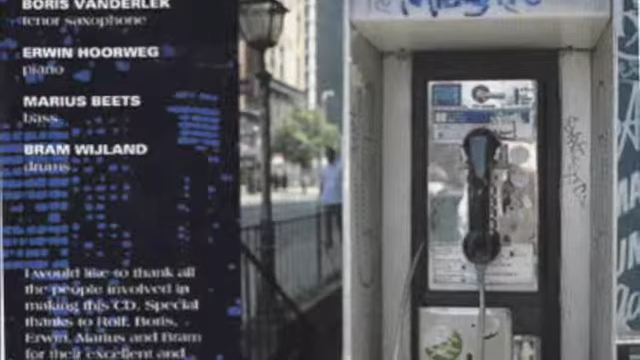 BORIS VANDERLEK
tenor saxophone
ERWIN HOORWEG
piano
MARIUS BEETS
bass
BRAM WIJLAND
drums
I would like to thank all
the people involved in
making this CD. Special
thanks to Rolf, Boris,
Erwin, Marius and Bram
for their excellent and